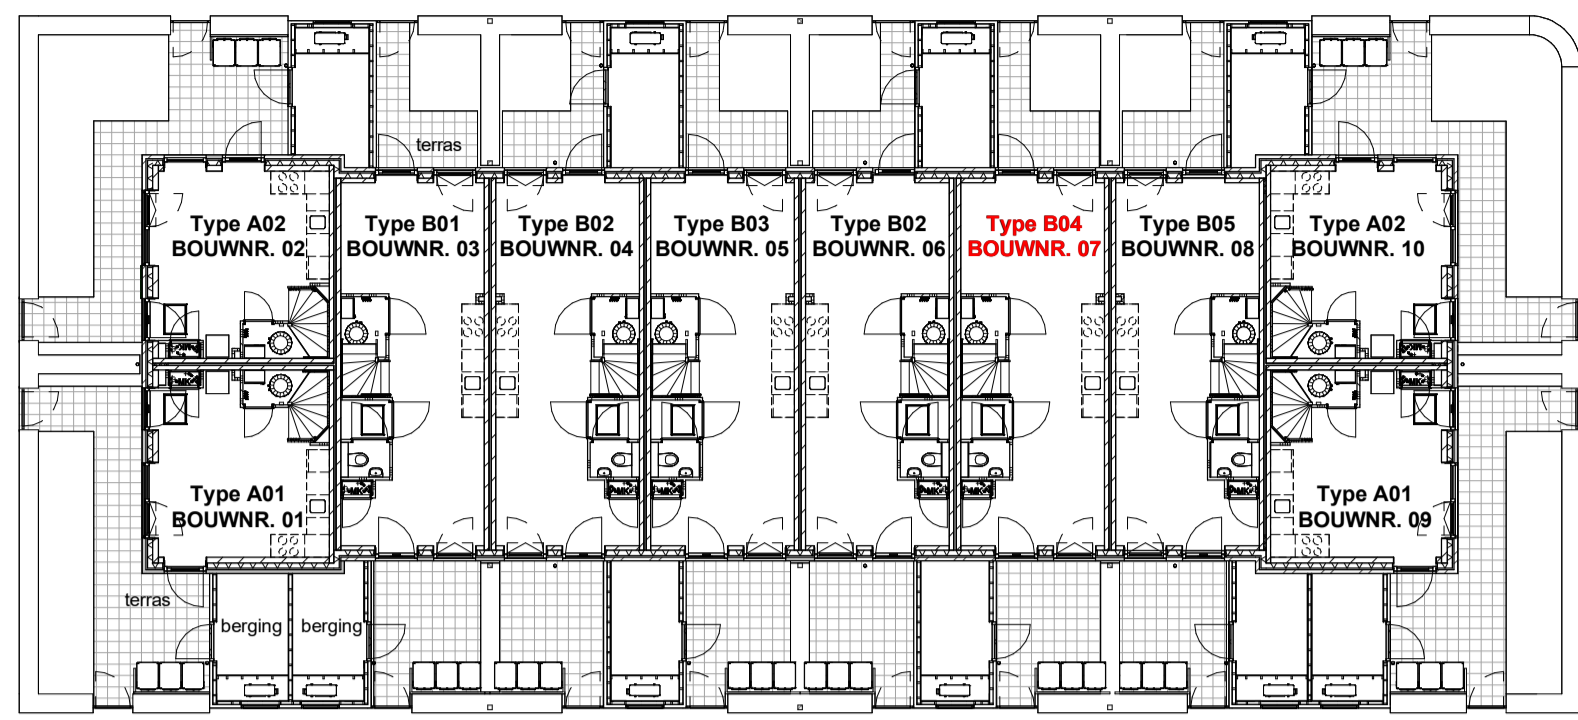 terras
Type A02
BOUWNR. 02
Type B01
BOUWNR. 03
Type B02
BOUWNR. 04
Type B03
BOUWNR. 05
Type B02
BOUWNR. 06
Type B04
BOUWNR. 07
Type B05
BOUWNR. 08
Type A02
BOUWNR. 10
Type A01
BOUWNR. 01
Type A01
BOUWNR. 09
terras
berging
berging